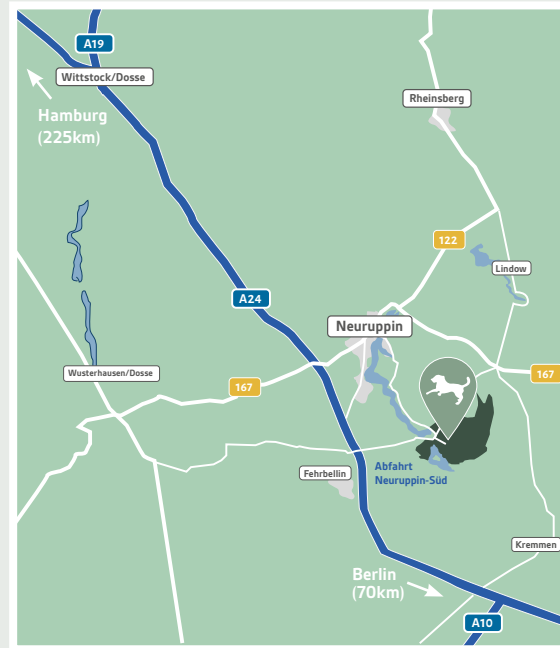 A19
Wittstock/Dosse
Hamburg
(225km)
Rheinsberg
122
Lindow
A24
Neuruppin
Wusterhausen/Dosse
167
167
Fehrbellin
Abfahrt
Neuruppin-Süd
Kremmen
Berlin
(70km)
A10